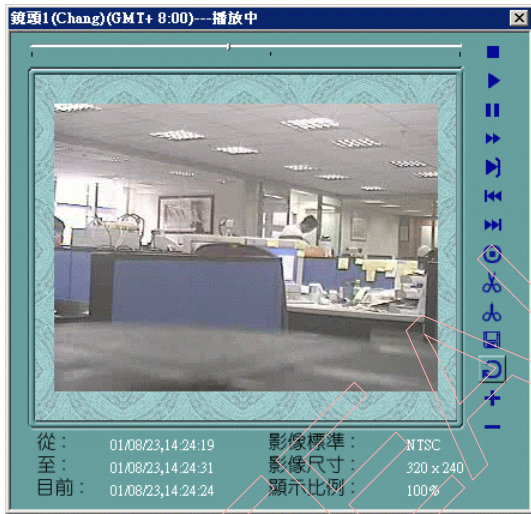 鏡頭1(Chang)(GMT+ 8:00)---播放中
從： 01/08/23,14:24:19 影像標準： NTSC
至： 01/08/23,14:24:31 影像尺寸： 320 x 240
目前： 01/08/23,14:24:24 顯示比例： 100%